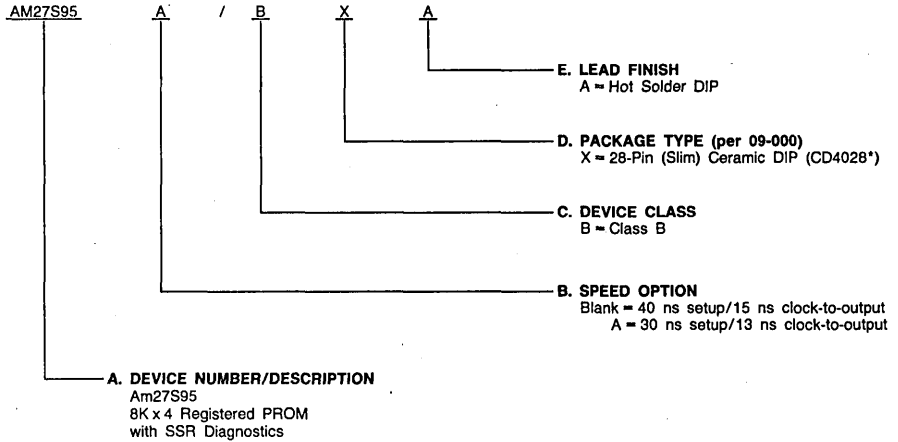 AM27S95 A / B X A
E. LEAD FINISH
A = Hot Solder DIP
D. PACKAGE TYPE (per 09-000)
X = 28-Pin (Slim) Ceramic DIP (CD4028*)
C. DEVICE CLASS
B = Class B
B. SPEED OPTION
Blank = 40 ns setup/15 ns clock-to-output
A = 30 ns setup/13 ns clock-to-output
A. DEVICE NUMBER/DESCRIPTION
Am27S95
8K x 4 Registered PROM
with SSR Diagnostics